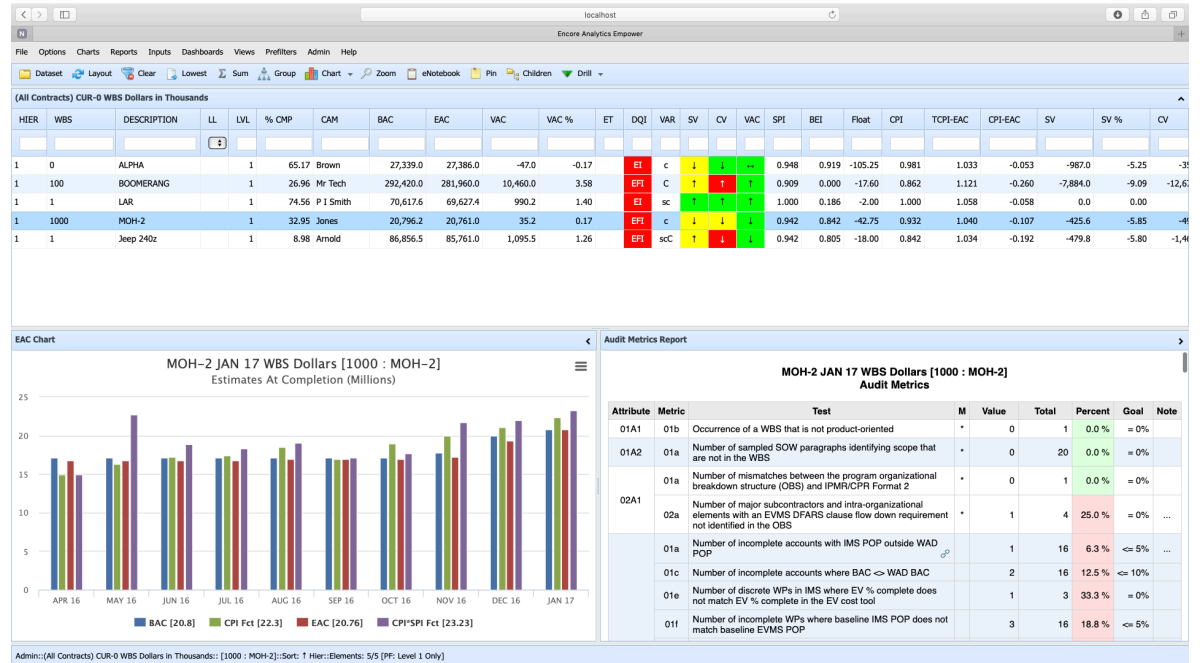 localhost
N
Encore Analytics Empower
+
File Options Charts Reports Inputs Dashboards Views Prefilters Admin Help
Dataset Layout Clear Lowest Σ Sum Group Chart Zoom eNotebook Pin Children Drill
(All Contracts) CUR-0 WBS Dollars in Thousands
HIER WBS DESCRIPTION LL LVL % CMP CAM BAC EAC VAC VAC % ET DQI VAR SV CV VAC SPI BEI Float CPI TCPI-EAC CPI-EAC SV SV % CV
1 0 ALPHA 1 65.17 Brown 27,339.0 27,386.0 -47.0 -0.17 EI c ↓ ↓ ↔ 0.948 0.919 -105.25 0.981 1.033 -0.053 -987.0 -5.25 -35
1 100 BOOMERANG 1 26.96 Mr Tech 292,420.0 281,960.0 10,460.0 3.58 EFI C ↑ ↑ ↑ 0.909 0.000 -17.60 0.862 1.121 -0.260 -7,884.0 -9.09 -12,6
1 1 LAR 1 74.56 P I Smith 70,617.6 69,627.4 990.2 1.40 EI sc ↑ ↑ ↑ 1.000 0.186 -2.00 1.000 1.058 -0.058 0.0 0.00
1 1000 MOH-2 1 32.95 Jones 20,796.2 20,761.0 35.2 0.17 EFI c ↓ ↓ ↓ 0.942 0.842 -42.75 0.932 1.040 -0.107 -425.6 -5.85 -49
1 1 Jeep 240z 1 8.98 Arnold 86,856.5 85,761.0 1,095.5 1.26 EFI scC ↑ ↓ ↓ 0.942 0.805 -18.00 0.842 1.034 -0.192 -479.8 -5.80 -1,46
EAC Chart
MOH-2 JAN 17 WBS Dollars [1000 : MOH-2]
Estimates At Completion (Millions)
25
20
15
10
5
0
APR 16 MAY 16 JUN 16 JUL 16 AUG 16 SEP 16 OCT 16 NOV 16 DEC 16 JAN 17
BAC [20.8] CPI Fct [22.3] EAC [20.76] CPI*SPI Fct [23.23]
Audit Metrics Report
MOH-2 JAN 17 WBS Dollars [1000 : MOH-2]
Audit Metrics
Attribute Metric Test M Value Total Percent Goal Note
01A1 01b Occurrence of a WBS that is not product-oriented * 0 1 0.0 % = 0%
01A2 01a Number of sampled SOW paragraphs identifying scope that
are not in the WBS * 0 20 0.0 % = 0%
02A1 01a Number of mismatches between the program organizational
breakdown structure (OBS) and IPMR/CPR Format 2 * 0 1 0.0 % = 0%
02a Number of major subcontractors and intra-organizational
elements with an EVMS DFARS clause flow down requirement
not identified in the OBS * 1 4 25.0 % = 0% ...
01a Number of incomplete accounts with IMS POP outside WAD
POP 1 16 6.3 % <= 5% ...
01c Number of incomplete accounts where BAC <> WAD BAC 2 16 12.5 % <= 10%
01e Number of discrete WPs in IMS where EV % complete does
not match EV % complete in the EV cost tool 1 3 33.3 % = 0%
01f Number of incomplete WPs where baseline IMS POP does not
match baseline EVMS POP 3 16 18.8 % <= 5%
Admin::(All Contracts) CUR-0 WBS Dollars in Thousands:: [1000 : MOH-2]::Sort: ↑ Hier::Elements: 5/5 [PF: Level 1 Only]